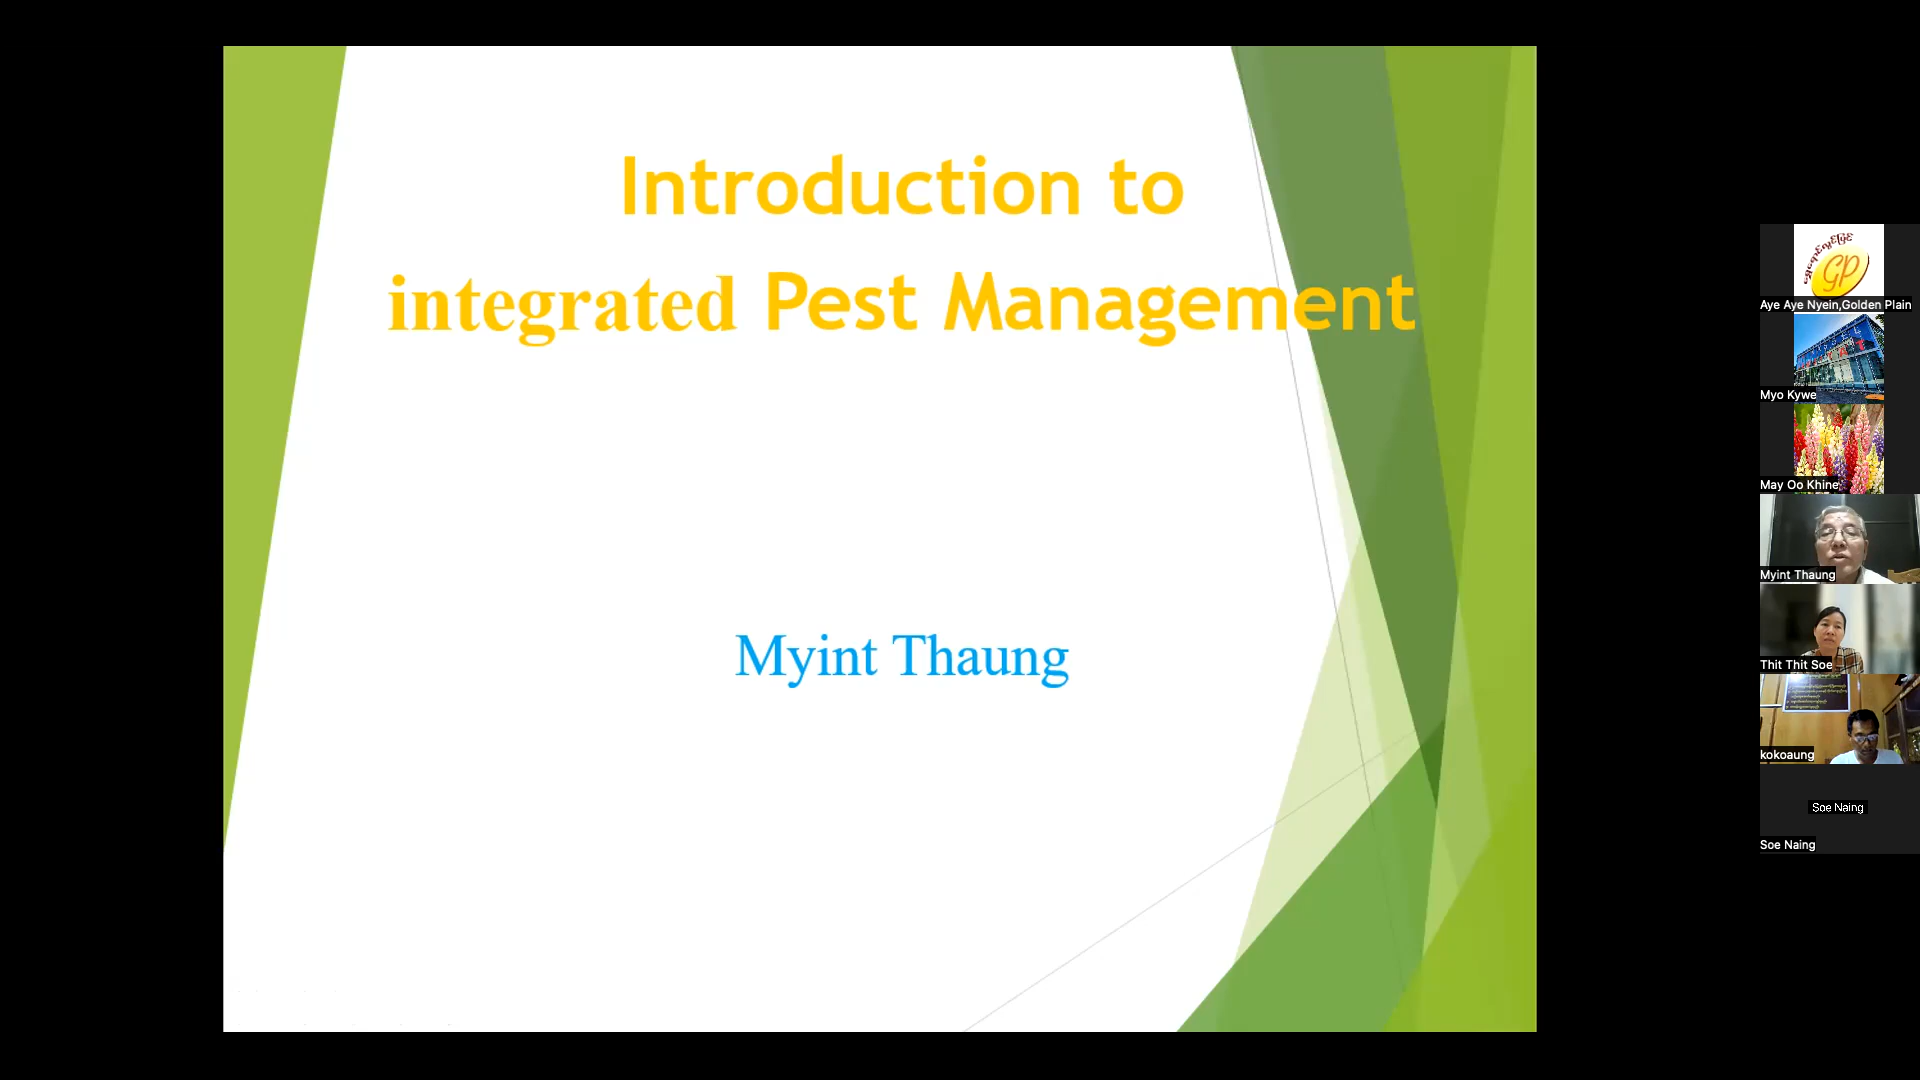 Introduction to
integrated Pest Management
Myint Thaung
GP
Aye Aye Nyein,Golden Plain
Myo Kywe
May Oo Khine
Myint Thaung
Thit Thit Soe
kokoaung
Soe Naing
Soe Naing